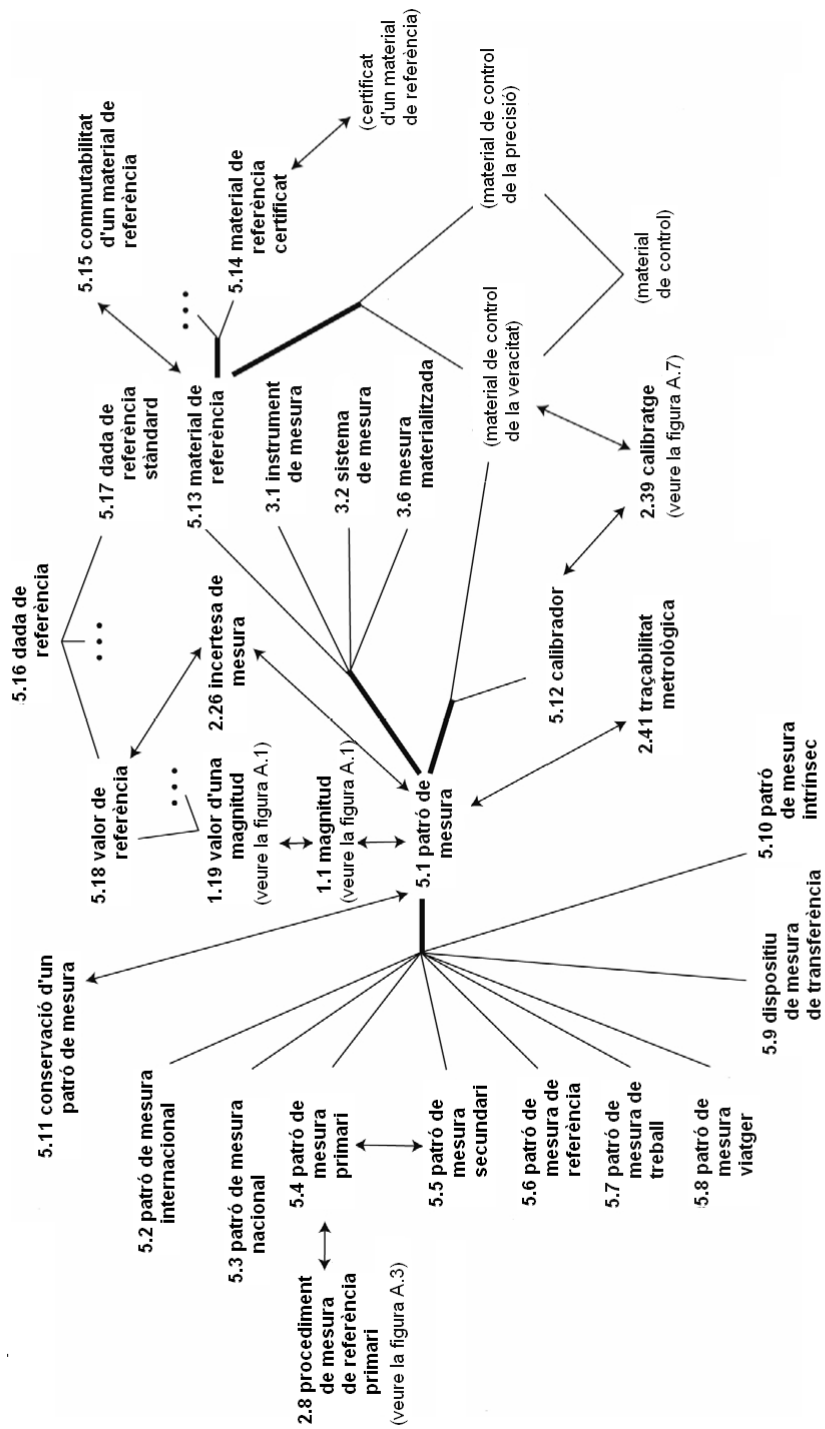 5.16 dada de
referència
5.17 dada de
referència
stàndard
5.15 commutabilitat
d'un material de
referència
5.18 valor de
referència
2.26 incertesa de
mesura
5.13 material de
referència
5.14 material de
referència
certificat
(certificat
d'un material
de referència)
1.19 valor d'una
magnitud
(veure la figura A.1)
1.1 magnitud
(veure la figura A.1)
3.1 instrument
de mesura
3.2 sistema
de mesura
3.6 mesura
materialitzada
5.11 conservació d'un
patró de mesura
5.1 patró de
mesura
(material de control
de la veracitat)
(material de control
de la precisió)
(material
de control)
5.12 calibrador
2.39 calibratge
(veure la figura A.7)
2.41 traçabilitat
metrològica
5.2 patró de mesura
internacional
5.3 patró de mesura
nacional
2.8 procediment
de mesura
de referència
primari
(veure la figura A.3)
5.4 patró de
mesura
primari
5.5 patró de
mesura
secundari
5.6 patró de
mesura de
referència
5.7 patró de
mesura de
treball
5.8 patró de
mesura
viatger
5.9 dispositiu
de mesura
de transferència
5.10 patró
de mesura
intrínsec